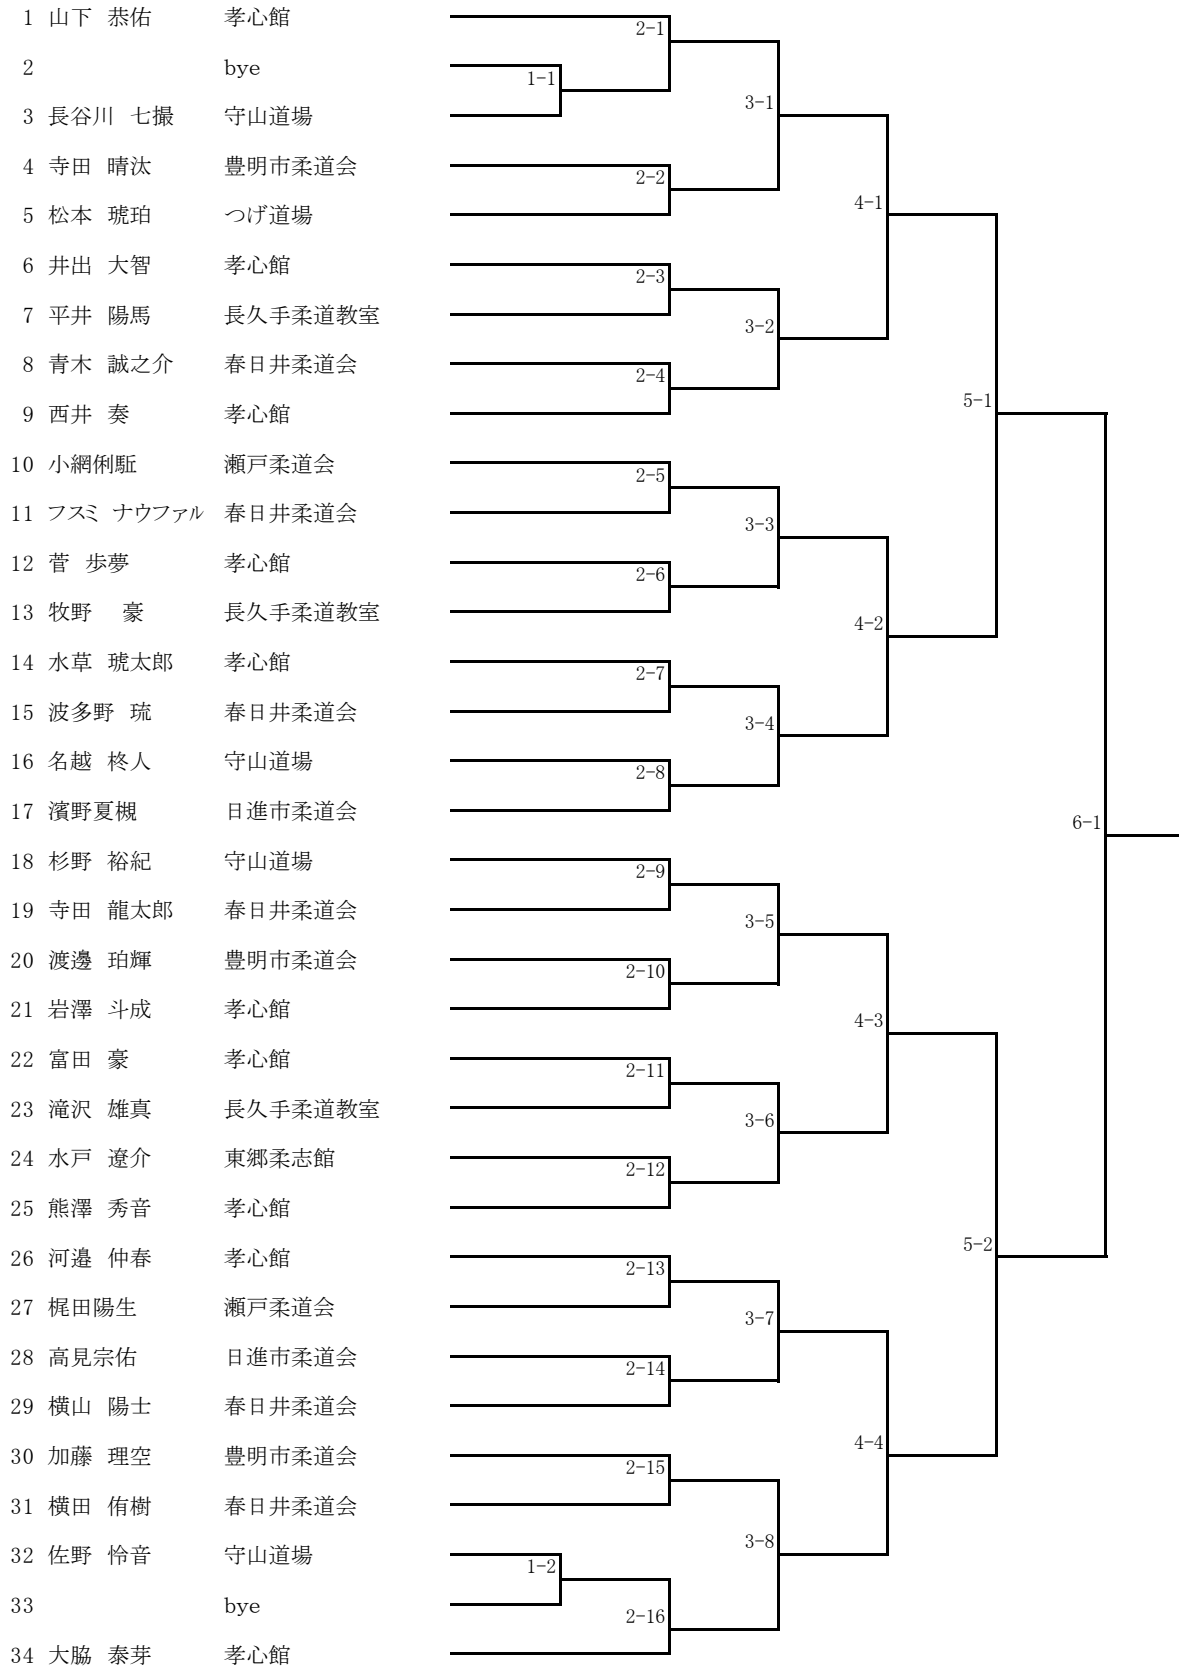 1 山下 恭佑 孝心館
2-1
2 bye
1-1
3 長谷川 七撮 守山道場
3-1
4 寺田 晴汰 豊明市柔道会
2-2
5 松本 琥珀 つげ道場
4-1
6 井出 大智 孝心館
2-3
7 平井 陽馬 長久手柔道教室
3-2
8 青木 誠之介 春日井柔道会
2-4
9 西井 奏 孝心館
5-1
10 小網俐駈 瀬戸柔道会
2-5
11 フスミ ナウファル 春日井柔道会
3-3
12 菅 歩夢 孝心館
2-6
13 牧野 豪 長久手柔道教室
4-2
14 水草 琥太郎 孝心館
2-7
15 波多野 琉 春日井柔道会
3-4
16 名越 柊人 守山道場
2-8
17 濱野夏槻 日進市柔道会
6-1
18 杉野 裕紀 守山道場
2-9
19 寺田 龍太郎 春日井柔道会
3-5
20 渡邊 珀輝 豊明市柔道会
2-10
21 岩澤 斗成 孝心館
4-3
22 富田 豪 孝心館
2-11
23 滝沢 雄真 長久手柔道教室
3-6
24 水戸 遼介 東郷柔志館
2-12
25 熊澤 秀音 孝心館
5-2
26 河邉 仲春 孝心館
2-13
27 梶田陽生 瀬戸柔道会
3-7
28 高見宗佑 日進市柔道会
2-14
29 横山 陽士 春日井柔道会
4-4
30 加藤 理空 豊明市柔道会
2-15
31 横田 侑樹 春日井柔道会
3-8
32 佐野 怜音 守山道場
1-2
33 bye
2-16
34 大脇 泰芽 孝心館